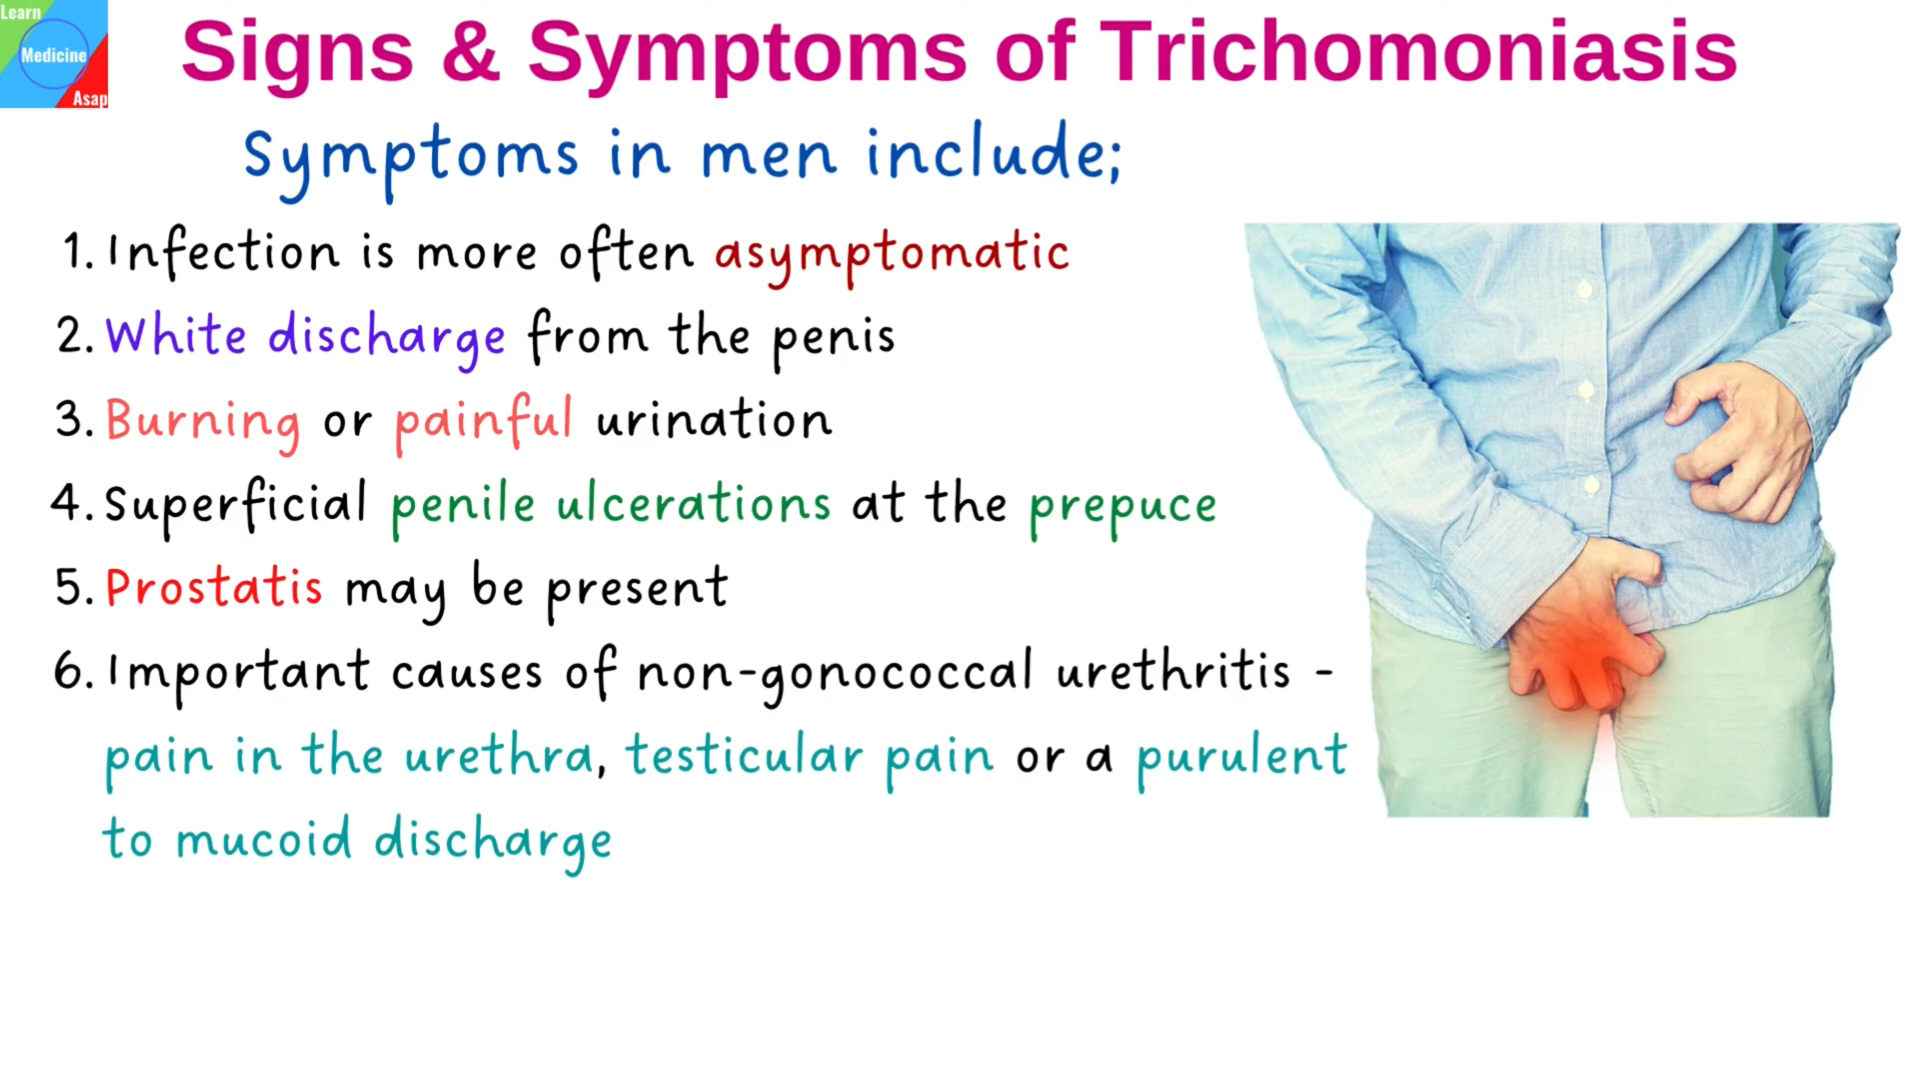 Learn
Medicine
Asap
Signs & Symptoms of Trichomoniasis
Symptoms in men include;
1. Infection is more often asymptomatic
2. White discharge from the penis
3. Burning or painful urination
4. Superficial penile ulcerations at the prepuce
5. Prostatis may be present
6. Important causes of non-gonococcal urethritis -
pain in the urethra, testicular pain or a purulent
to mucoid discharge